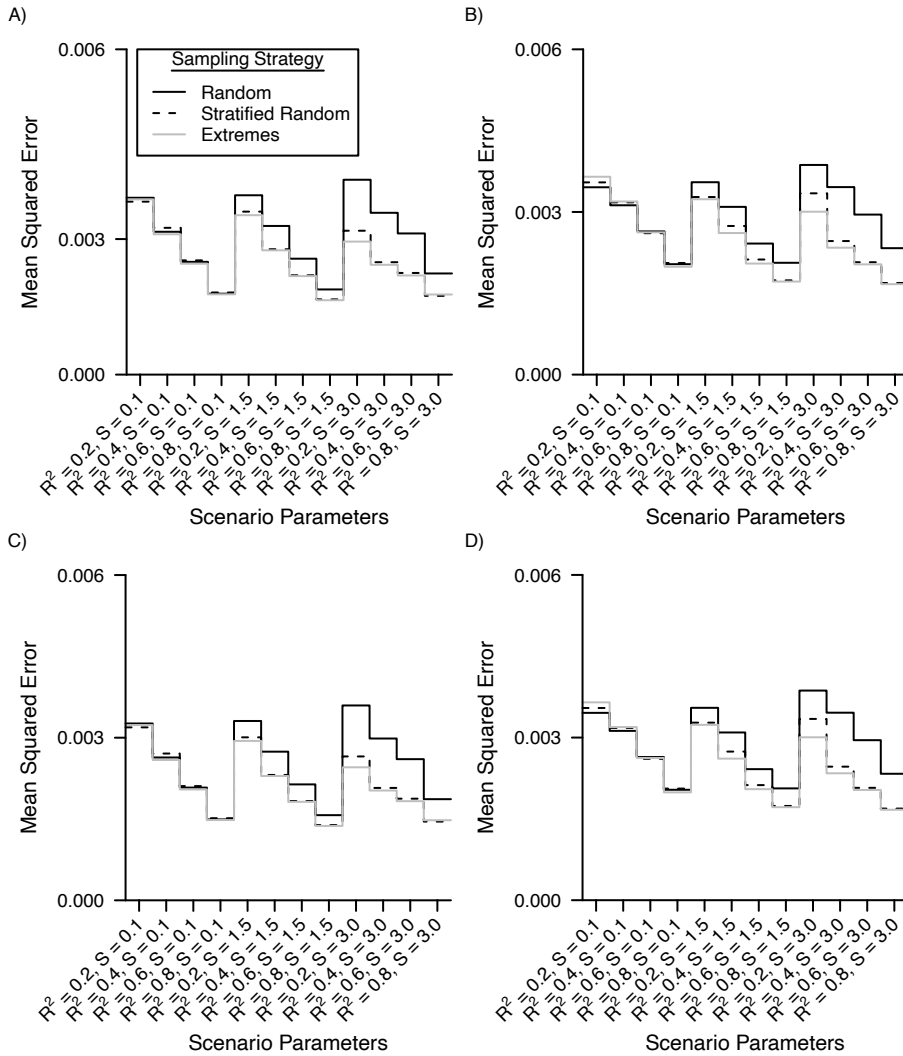 A)
Mean Squared Error
0.006
0.003
0.000
Sampling Strategy
Random
Stratified Random
Extremes
R² = 0.2, S = 0.1
R² = 0.4, S = 0.1
R² = 0.6, S = 0.1
R² = 0.8, S = 0.1
R² = 0.2, S = 1.5
R² = 0.4, S = 1.5
R² = 0.6, S = 1.5
R² = 0.8, S = 1.5
R² = 0.2, S = 3.0
R² = 0.4, S = 3.0
R² = 0.6, S = 3.0
R² = 0.8, S = 3.0
Scenario Parameters
B)
Mean Squared Error
0.006
0.003
0.000
R² = 0.2, S = 0.1
R² = 0.4, S = 0.1
R² = 0.6, S = 0.1
R² = 0.8, S = 0.1
R² = 0.2, S = 1.5
R² = 0.4, S = 1.5
R² = 0.6, S = 1.5
R² = 0.8, S = 1.5
R² = 0.2, S = 3.0
R² = 0.4, S = 3.0
R² = 0.6, S = 3.0
R² = 0.8, S = 3.0
Scenario Parameters
C)
Mean Squared Error
0.006
0.003
0.000
R² = 0.2, S = 0.1
R² = 0.4, S = 0.1
R² = 0.6, S = 0.1
R² = 0.8, S = 0.1
R² = 0.2, S = 1.5
R² = 0.4, S = 1.5
R² = 0.6, S = 1.5
R² = 0.8, S = 1.5
R² = 0.2, S = 3.0
R² = 0.4, S = 3.0
R² = 0.6, S = 3.0
R² = 0.8, S = 3.0
Scenario Parameters
D)
Mean Squared Error
0.006
0.003
0.000
R² = 0.2, S = 0.1
R² = 0.4, S = 0.1
R² = 0.6, S = 0.1
R² = 0.8, S = 0.1
R² = 0.2, S = 1.5
R² = 0.4, S = 1.5
R² = 0.6, S = 1.5
R² = 0.8, S = 1.5
R² = 0.2, S = 3.0
R² = 0.4, S = 3.0
R² = 0.6, S = 3.0
R² = 0.8, S = 3.0
Scenario Parameters